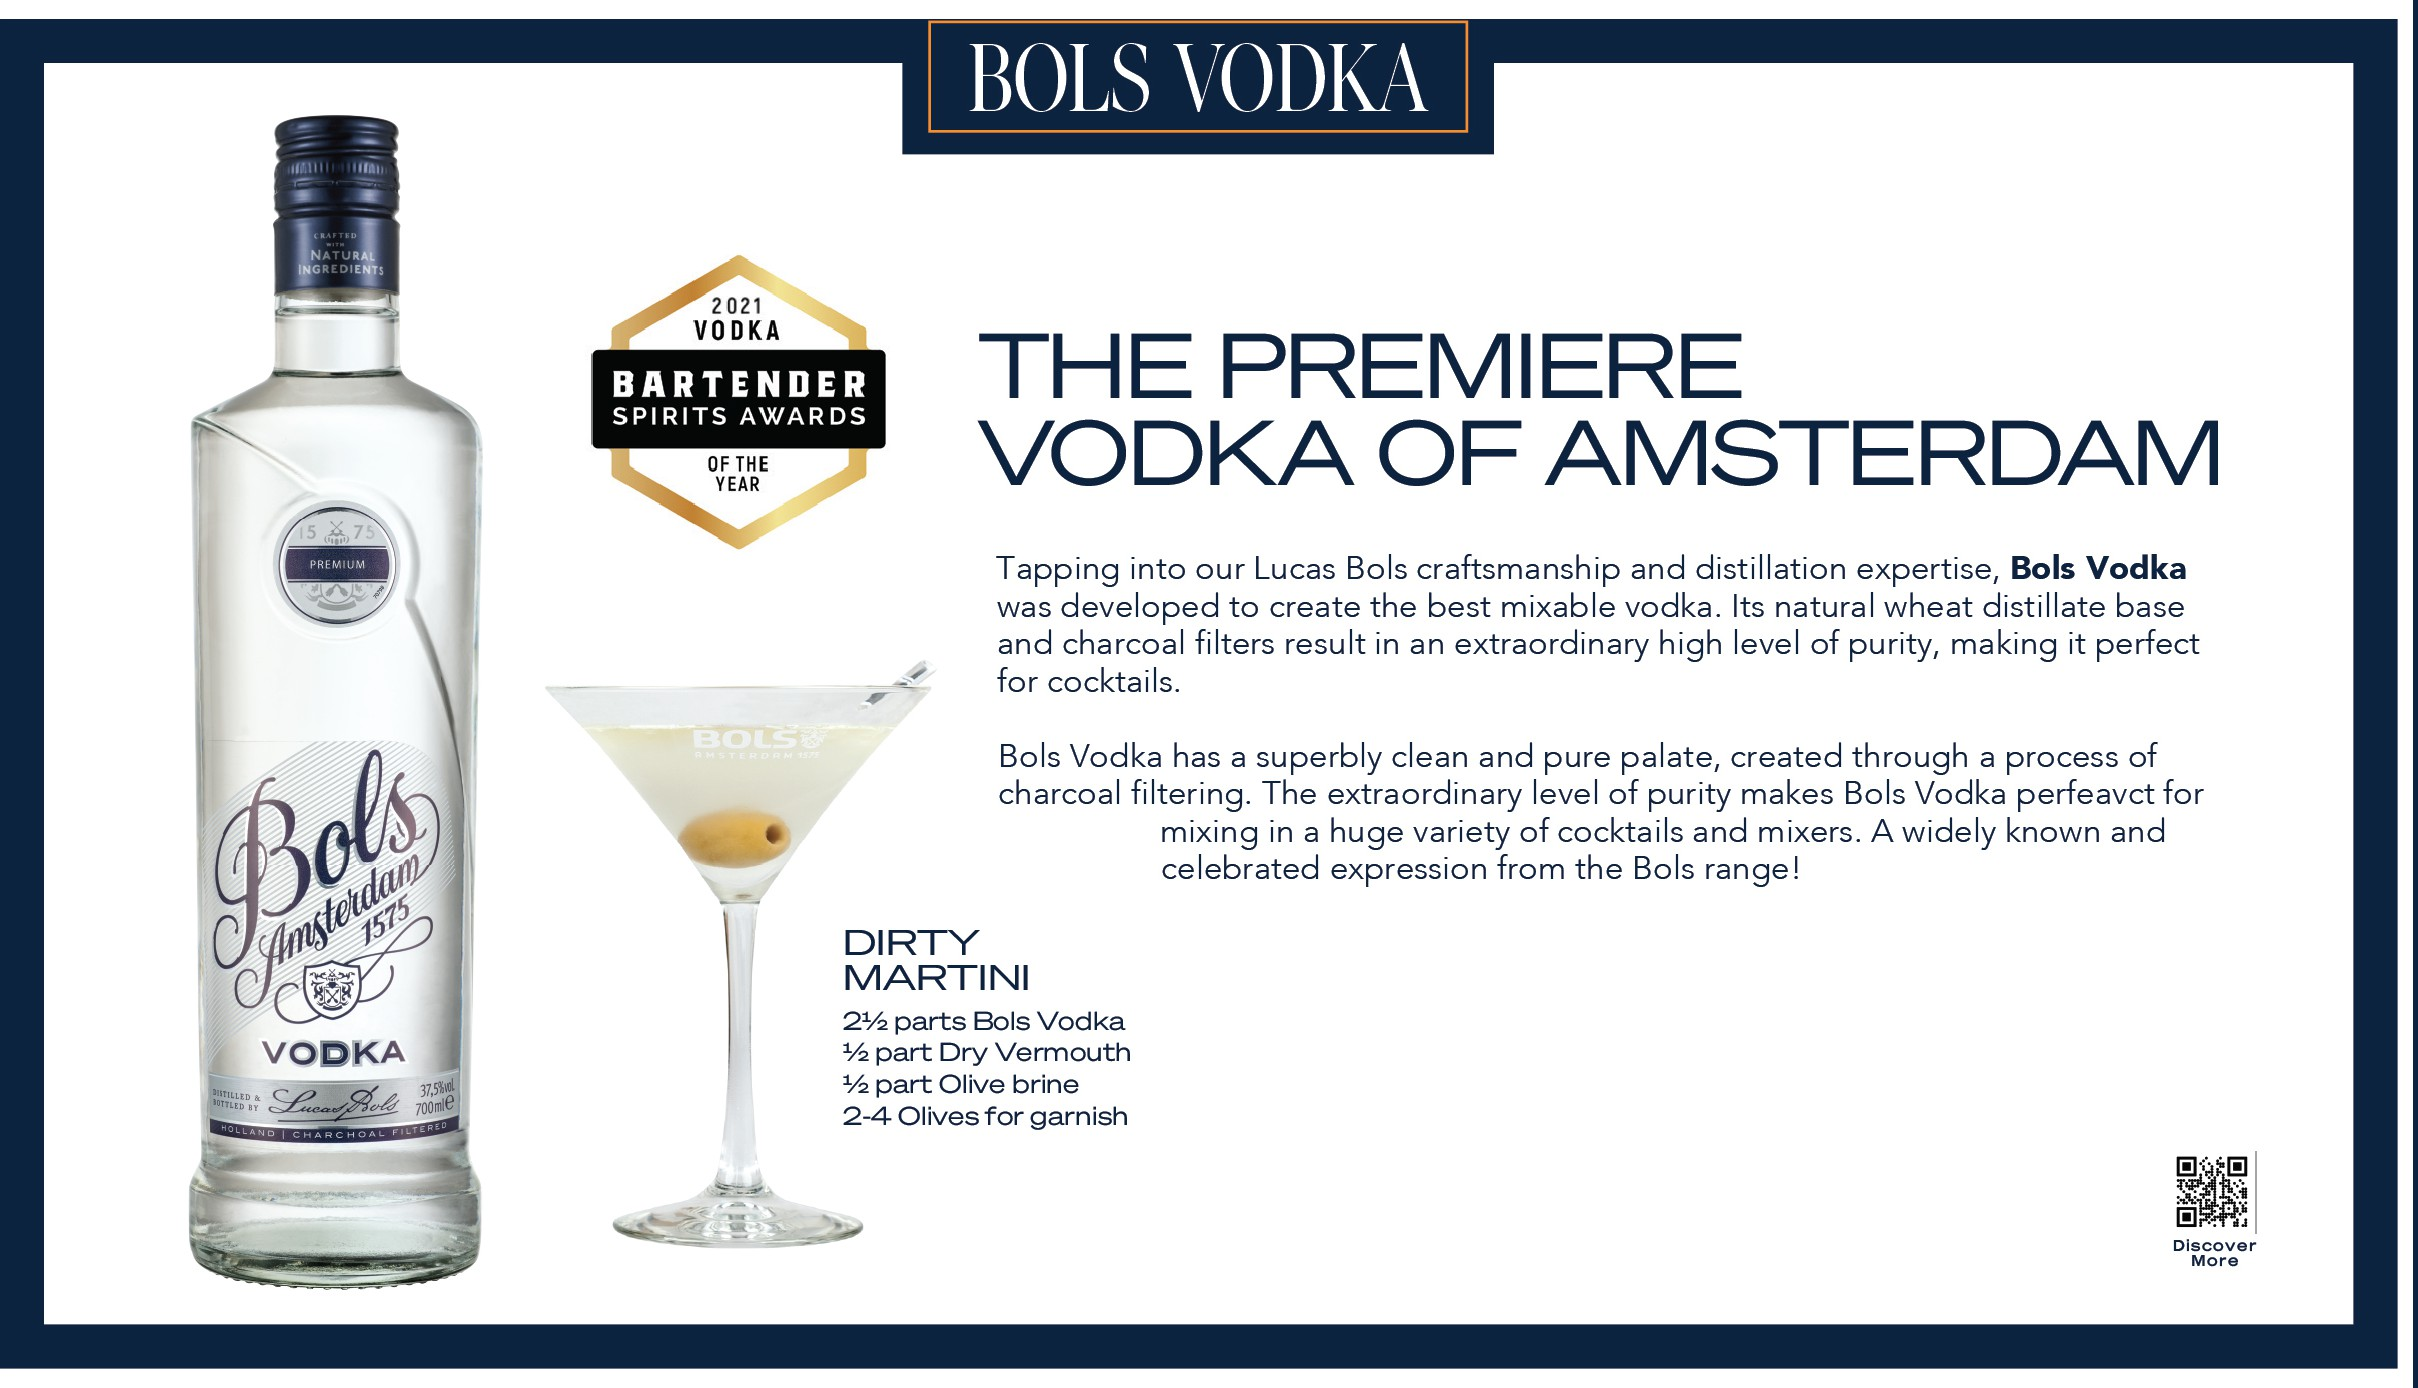 BOLS VODKA
CRAFTED
WITH
NATURAL
INGREDIENTS
2021
VODKA
BARTENDER
SPIRITS AWARDS
OF THE
YEAR
THE PREMIERE
VODKA OF AMSTERDAM
15 75
PREMIUM
Tapping into our Lucas Bols craftsmanship and distillation expertise, Bols Vodka
was developed to create the best mixable vodka. Its natural wheat distillate base
and charcoal filters result in an extraordinary high level of purity, making it perfect
for cocktails.
Bols Vodka has a superbly clean and pure palate, created through a process of
charcoal filtering. The extraordinary level of purity makes Bols Vodka perfeavct for
mixing in a huge variety of cocktails and mixers. A widely known and
celebrated expression from the Bols range!
BOLS
AMSTERDAM 1575
Bols
Amsterdam
1575
VODKA
DISTILLED &
BOTTLED BY
Lucas Bols
37,5%vol
700ml e
HOLLAND | CHARCHOAL FILTERED
DIRTY
MARTINI
2½ parts Bols Vodka
½ part Dry Vermouth
½ part Olive brine
2-4 Olives for garnish
Discover
More